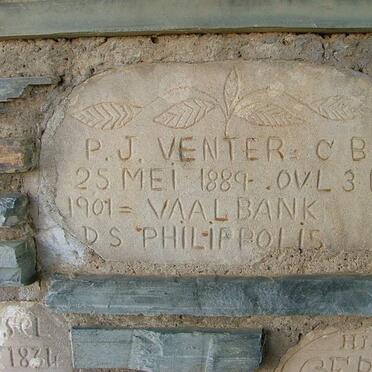 P. J. VENTER = G B
25 MEI 1889 - OVL 3
1901 = VAALBANK
DS PHILIPPOLIS
1834